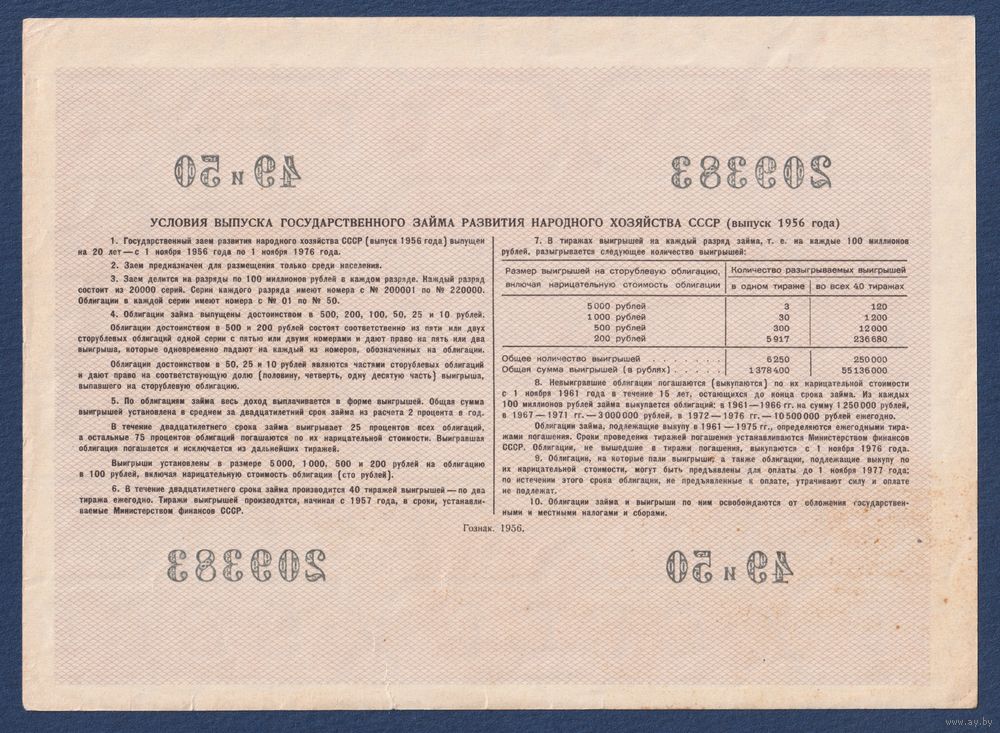 49 и 50 209383
УСЛОВИЯ ВЫПУСКА ГОСУДАРСТВЕННОГО ЗАЙМА РАЗВИТИЯ НАРОДНОГО ХОЗЯЙСТВА СССР (выпуск 1956 года)
1. Государственный заем развития народного хозяйства СССР (выпуск 1956 года) выпущен
на 20 лет—с 1 ноября 1956 года по 1 ноября 1976 года.
2. Заем предназначен для размещения только среди населения.
3. Заем делится на разряды по 100 миллионов рублей в каждом разряде. Каждый разряд
состоит из 20000 серий. Серии каждого разряда имеют номера с № 200001 по № 220000.
Облигации в каждой серии имеют номера с № 01 по № 50.
4. Облигации займа выпущены достоинством в 500, 200, 100, 50, 25 и 10 рублей.
Облигации достоинством в 500 и 200 рублей состоят соответственно из пяти или двух
сторублевых облигаций одной серии с пятью или двумя номерами и дают право на пять или два
выигрыша, которые одновременно падают на каждый из номеров, обозначенных на облигации.
Облигации достоинством в 50, 25 и 10 рублей являются частями сторублевых облигаций
и дают право на соответствующую долю (половину, четверть, одну десятую часть) выигрыша,
выпавшего на сторублевую облигацию.
5. По облигациям займа весь доход выплачивается в форме выигрышей. Общая сумма
выигрышей установлена в среднем за двадцатилетний срок займа из расчета 2 процента в год.
В течение двадцатилетнего срока займа выигрывает 25 процентов всех облигаций,
а остальные 75 процентов облигаций погашаются по их нарицательной стоимости. Выигравшая
облигация погашается и исключается из дальнейших тиражей.
Выигрыши установлены в размере 5000, 1000, 500 и 200 рублей на облигацию
в 100 рублей, включая нарицательную стоимость облигации (сто рублей).
6. В течение двадцатилетнего срока займа производится 40 тиражей выигрышей—по два
тиража ежегодно. Тиражи выигрышей производятся, начиная с 1957 года, в сроки, устанавли-
ваемые Министерством финансов СССР.
7. В тиражах выигрышей на каждый разряд займа, т. е. на каждые 100 миллионов
рублей, разыгрывается следующее количество выигрышей:
Размер выигрышей на сторублевую облигацию, включая нарицательную стоимость облигации
Количество разыгрываемых выигрышей
в одном тираже во всех 40 тиражах
5000 рублей 3 120
1000 рублей 30 1200
500 рублей 300 12000
200 рублей 5917 236680
Общее количество выигрышей . . . . . . . . . 6250 250000
Общая сумма выигрышей (в рублях) . . . . . 1378400 55136000
8. Невыигравшие облигации погашаются (выкупаются) по их нарицательной стоимости
с 1 ноября 1961 года в течение 15 лет, остающихся до конца срока займа. Из каждых
100 миллионов рублей займа выкупается облигаций: в 1961—1966 гг. на сумму 1250000 рублей,
в 1967—1971 гг.—3000000 рублей, в 1972—1976 гг.—10500000 рублей ежегодно.
Облигации займа, подлежащие выкупу в 1961—1975 гг., определяются ежегодными тира-
жами погашения. Сроки проведения тиражей погашения устанавливаются Министерством финансов
СССР. Облигации, не вышедшие в тиражи погашения, выкупаются с 1 ноября 1976 года.
9. Облигации, на которые пали выигрыши, а также облигации, подлежащие выкупу по
их нарицательной стоимости, могут быть предъявлены для оплаты до 1 ноября 1977 года;
по истечении этого срока облигации, не предъявленные к оплате, утрачивают силу и оплате
не подлежат.
10. Облигации займа и выигрыши по ним освобождаются от обложения государствен-
ными и местными налогами и сборами.
Гознак. 1956.
209383 49 и 50
www.ay.by